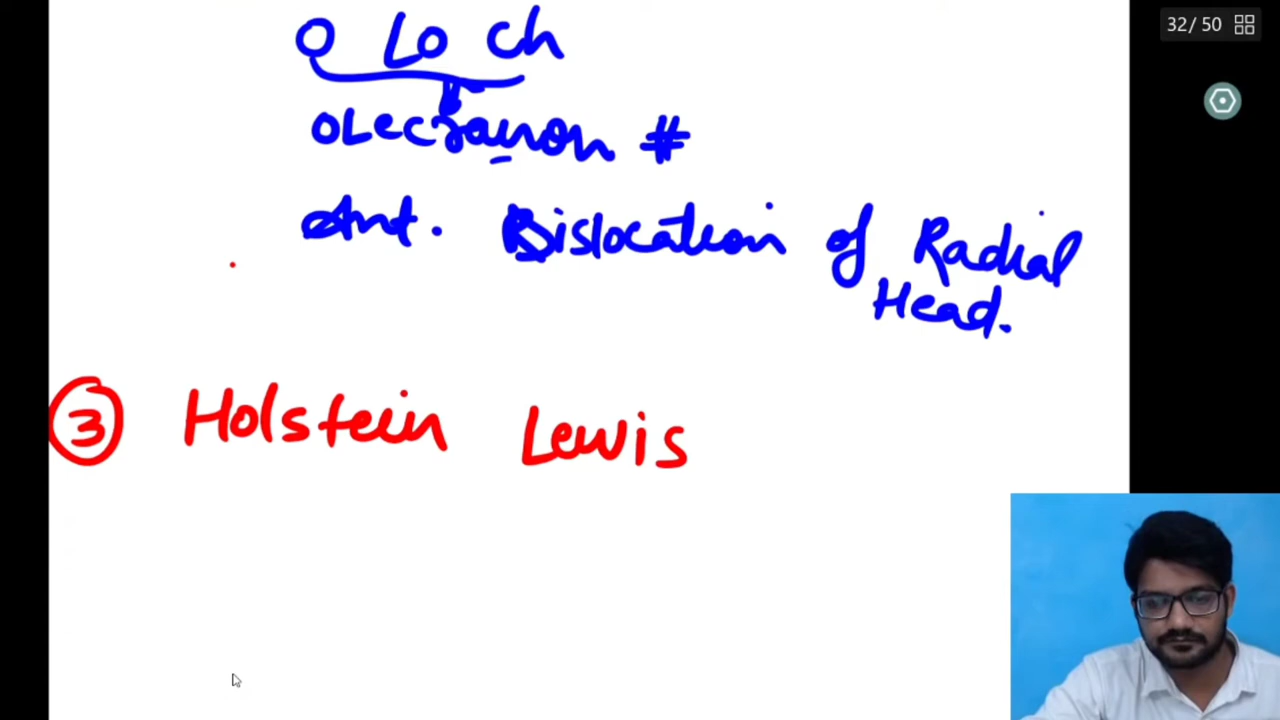 32/ 50
O Lo Ch
OLecranon #
Ant. Dislocation of Radial
Head.
3 Holstein Lewis